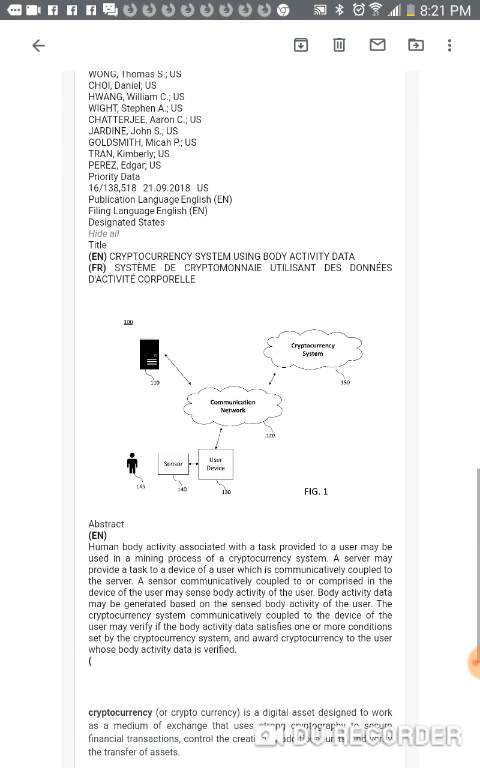 8:21 PM
WONG, Thomas S.; US
CHOI, Daniel; US
HWANG, William C.; US
WIGHT, Stephen A.; US
CHATTERJEE, Aaron C.; US
JARDINE, John S.; US
GOLDSMITH, Micah P.; US
TRAN, Kimberly; US
PEREZ, Edgar; US
Priority Data
16/138,518 21.09.2018 US
Publication Language English (EN)
Filing Language English (EN)
Designated States
Hide all
Title
(EN) CRYPTOCURRENCY SYSTEM USING BODY ACTIVITY DATA
(FR) SYSTÈME DE CRYPTOMONNAIE UTILISANT DES DONNÉES
D'ACTIVITÉ CORPORELLE
100
Cryptocurrency
System
110
150
Communication
Network
120
Sensor
User
Device
145
140
130
FIG. 1
Abstract
(EN)
Human body activity associated with a task provided to a user may be
used in a mining process of a cryptocurrency system. A server may
provide a task to a device of a user which is communicatively coupled to
the server. A sensor communicatively coupled to or comprised in the
device of the user may sense body activity of the user. Body activity data
may be generated based on the sensed body activity of the user. The
cryptocurrency system communicatively coupled to the device of the
user may verify if the body activity data satisfies one or more conditions
set by the cryptocurrency system, and award cryptocurrency to the user
whose body activity data is verified.
(
cryptocurrency (or crypto currency) is a digital asset designed to work
as a medium of exchange that uses strong cryptography to secure
financial transactions, control the creation of additional units, and verify
the transfer of assets.
DU RECORDER